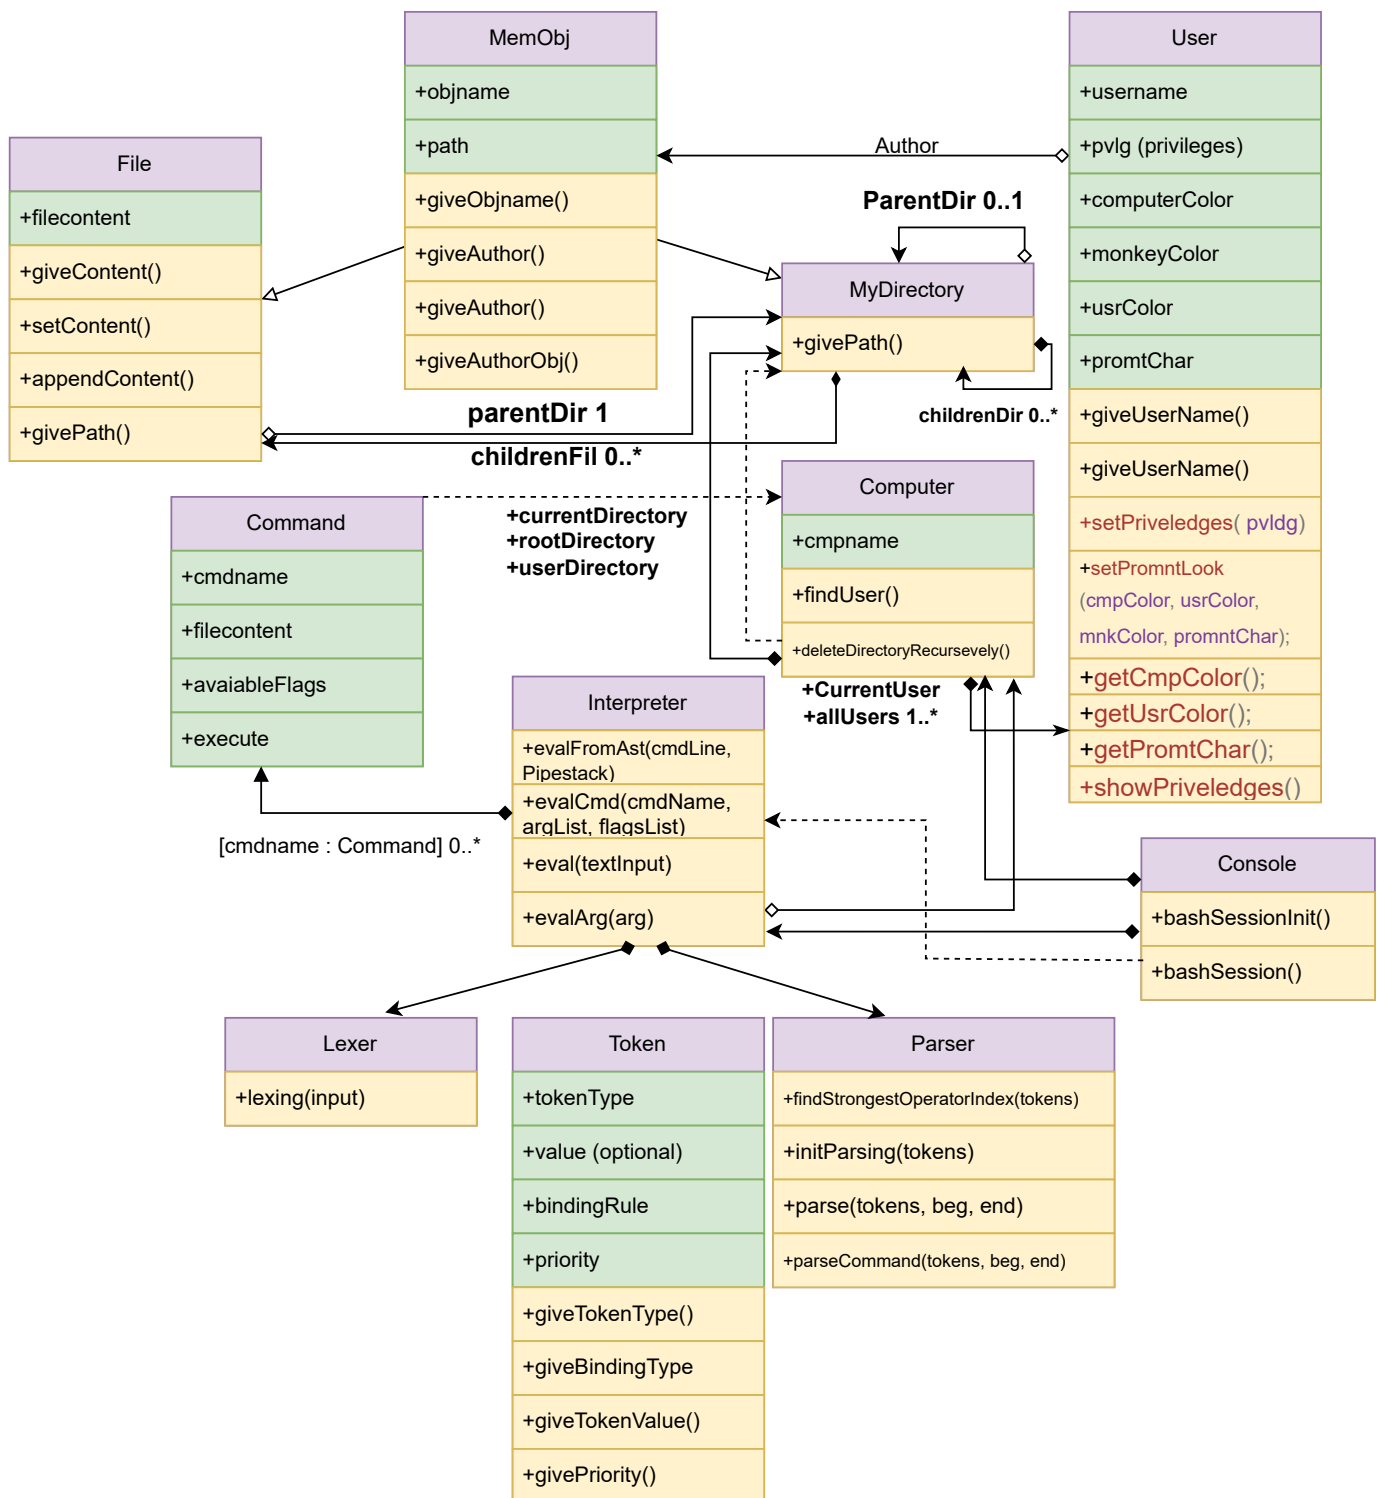 MemObj
+objname
+path
+giveObjname()
+giveAuthor()
+giveAuthor()
+giveAuthorObj()
User
+username
+pvlg (privileges)
+computerColor
+monkeyColor
+usrColor
+promtChar
+giveUserName()
+giveUserName()
+setPriveledges( pvldg)
+setPromntLook
(cmpColor, usrColor,
mnkColor, promntChar);
+getCmpColor();
+getUsrColor();
+getPromtChar();
+showPriveledges()
File
+filecontent
+giveContent()
+setContent()
+appendContent()
+givePath()
Author
ParentDir 0..1
MyDirectory
+givePath()
childrenDir 0..*
parentDir 1
childrenFil 0..*
Command
+cmdname
+filecontent
+avaiableFlags
+execute
+currentDirectory
+rootDirectory
+userDirectory
Computer
+cmpname
+findUser()
+deleteDirectoryRecursevely()
+CurrentUser
+allUsers 1..*
Interpreter
+evalFromAst(cmdLine,
Pipestack)
+evalCmd(cmdName,
argList, flagsList)
+eval(textInput)
+evalArg(arg)
[cmdname : Command] 0..*
Console
+bashSessionInit()
+bashSession()
Lexer
+lexing(input)
Token
+tokenType
+value (optional)
+bindingRule
+priority
+giveTokenType()
+giveBindingType
+giveTokenValue()
+givePriority()
Parser
+findStrongestOperatorIndex(tokens)
+initParsing(tokens)
+parse(tokens, beg, end)
+parseCommand(tokens, beg, end)